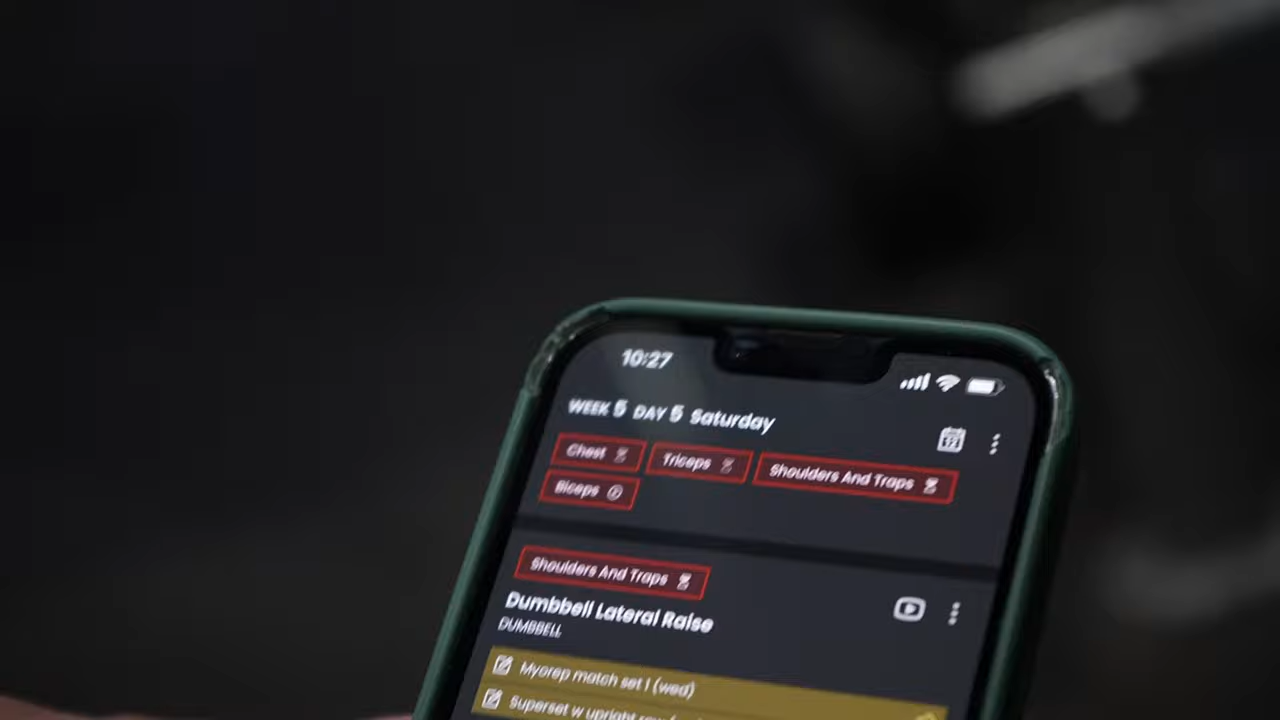 10:27
WEEK 5 DAY 5 Saturday
Chest Triceps Shoulders And Traps
Biceps
Shoulders And Traps
Dumbbell Lateral Raise
DUMBBELL
Myorep match set 1 (wed)
Superset w upright